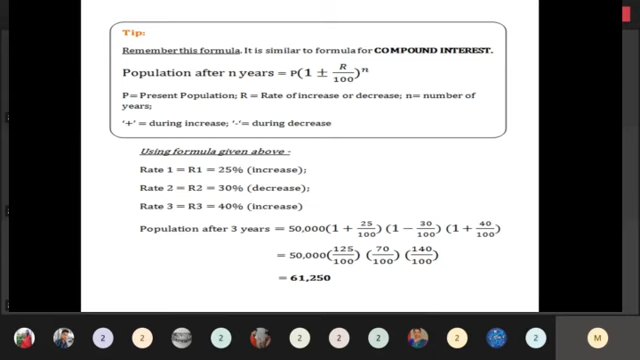 Tip:
Remember this formula. It is similar to formula for COMPOUND INTEREST.
Population after n years = P(1 ± R/100)^n
P=Present Population; R = Rate of increase or decrease; n= number of
years;
‘+’ = during increase; ‘-’= during decrease
Using formula given above -
Rate 1 = R1 = 25% (increase);
Rate 2 = R2 = 30% (decrease);
Rate 3 = R3 = 40% (increase)
Population after 3 years = 50,000(1 + 25/100) (1 − 30/100) (1 + 40/100)
= 50,000(125/100) (70/100) (140/100)
= 61,250
2 2 2 2 2 2 M